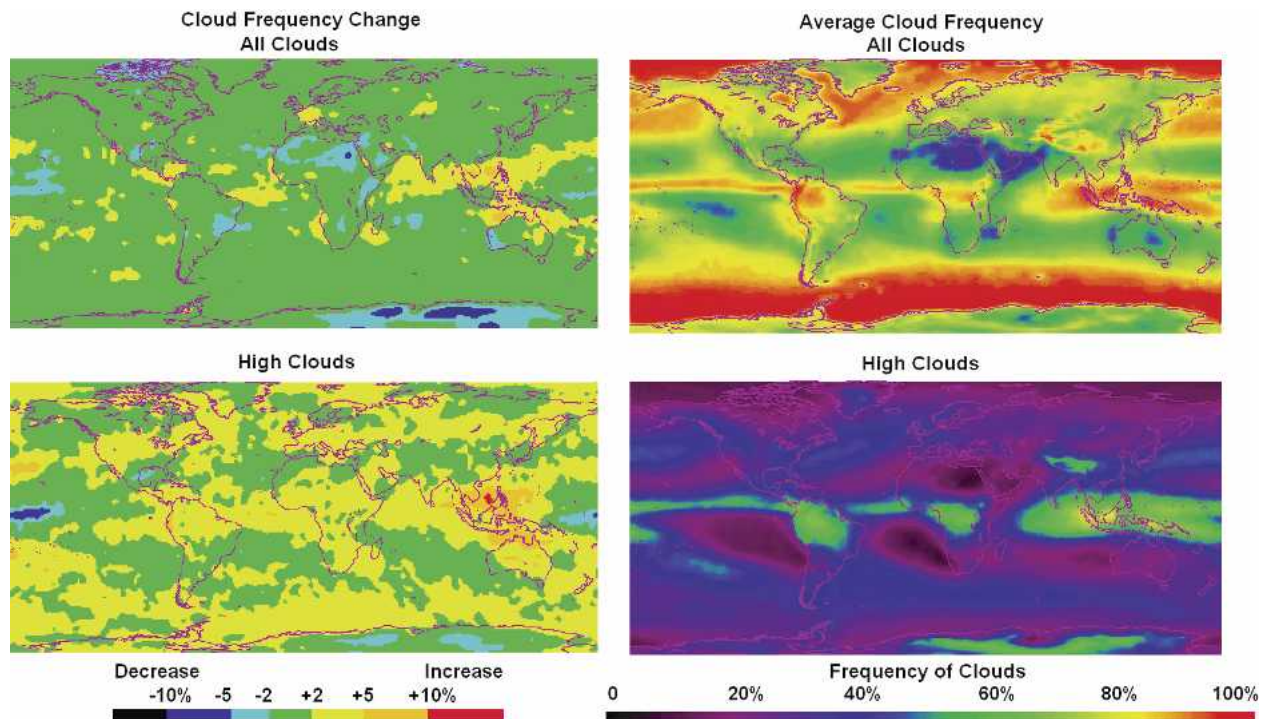 Cloud Frequency Change
All Clouds
Average Cloud Frequency
All Clouds
High Clouds
High Clouds
Decrease Increase
-10% -5 -2 +2 +5 +10%
Frequency of Clouds
0 20% 40% 60% 80% 100%